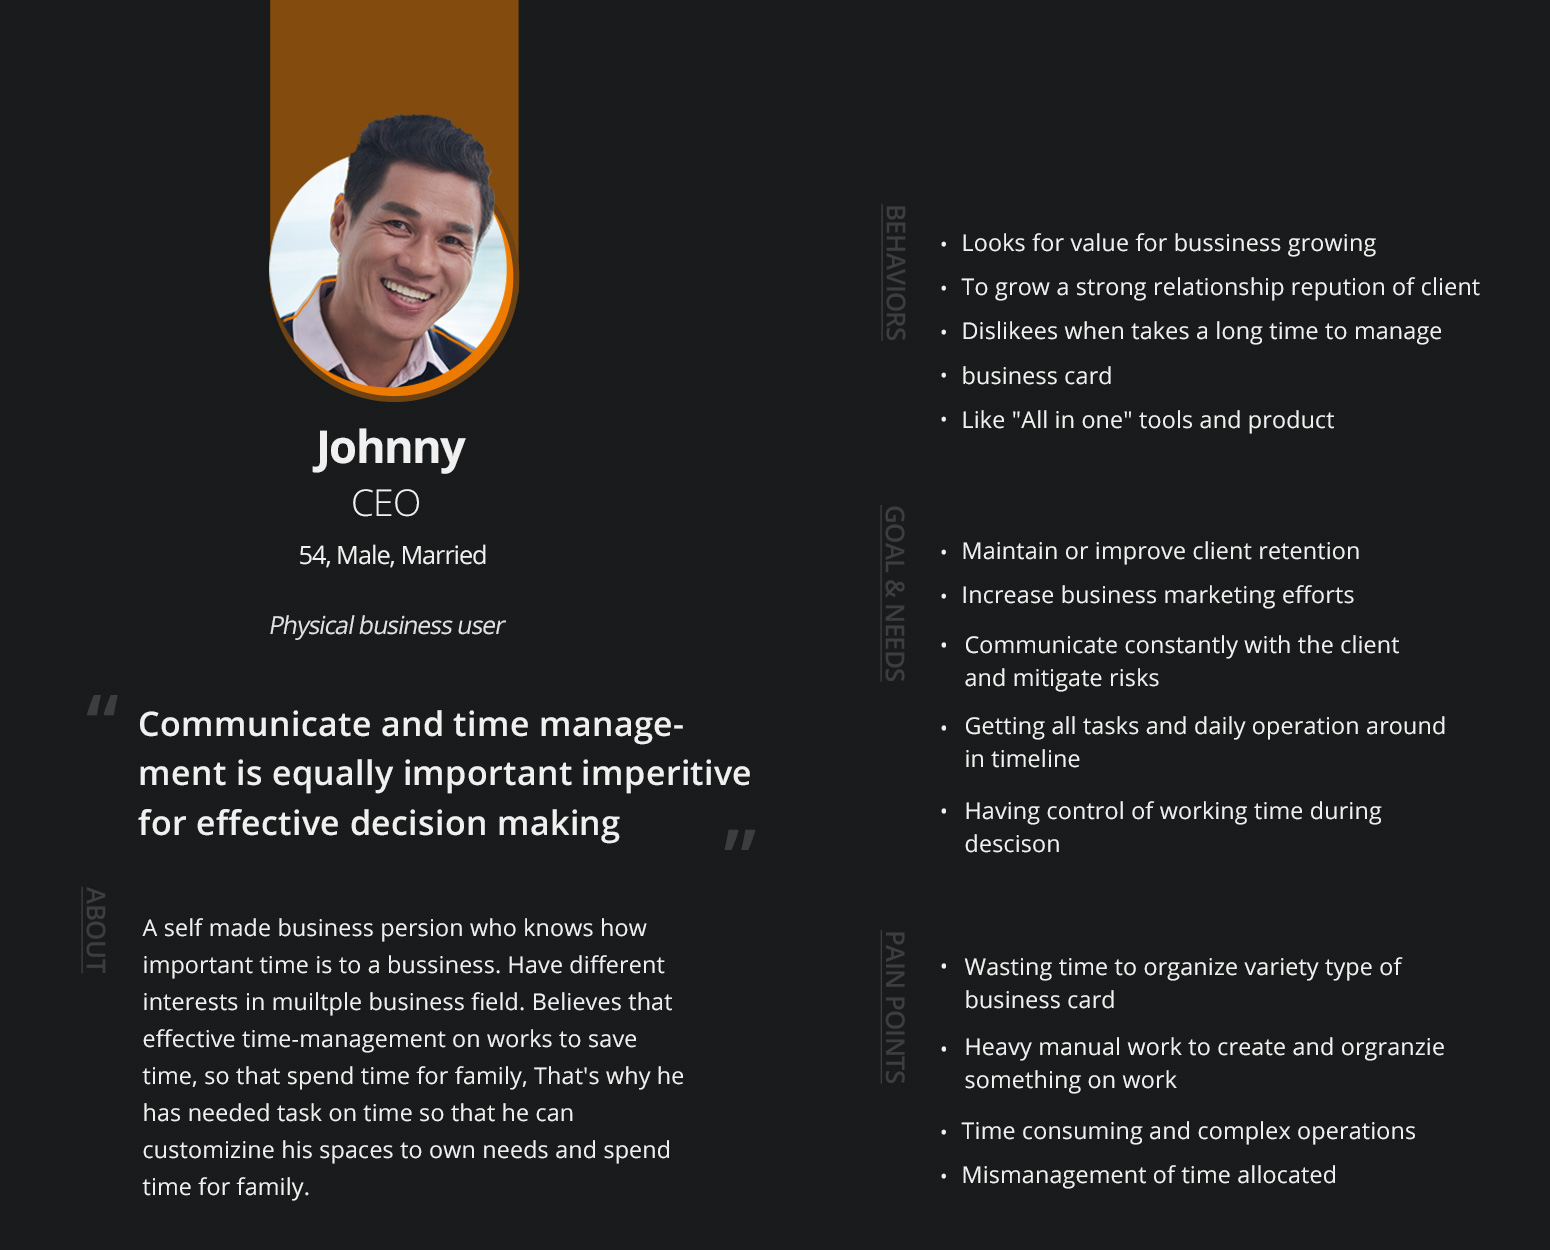 Johnny
CEO
54, Male, Married
Physical business user
“ Communicate and time manage-
ment is equally important imperitive
for effective decision making ”
ABOUT
A self made business persion who knows how
important time is to a bussiness. Have different
interests in muiltple business field. Believes that
effective time-management on works to save
time, so that spend time for family, That's why he
has needed task on time so that he can
customizine his spaces to own needs and spend
time for family.
BEHAVIORS
• Looks for value for bussiness growing
• To grow a strong relationship repution of client
• Dislikees when takes a long time to manage
• business card
• Like "All in one" tools and product
GOAL & NEEDS
• Maintain or improve client retention
• Increase business marketing efforts
• Communicate constantly with the client
and mitigate risks
• Getting all tasks and daily operation around
in timeline
• Having control of working time during
descison
PAIN POINTS
• Wasting time to organize variety type of
business card
• Heavy manual work to create and orgranzie
something on work
• Time consuming and complex operations
• Mismanagement of time allocated